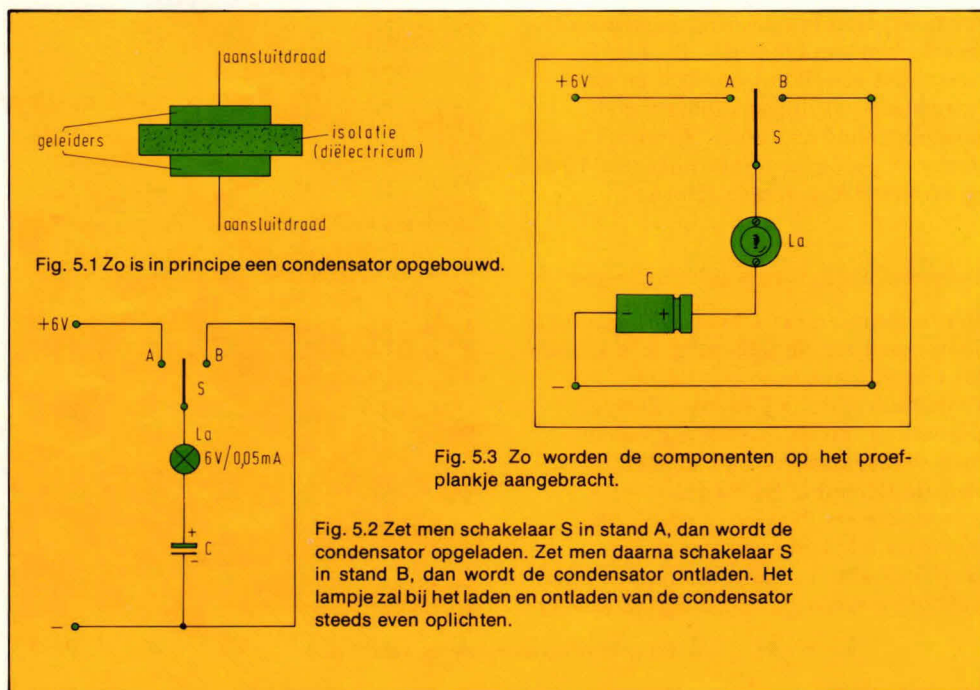 aansluitdraad
geleiders
isolatie
(diëlectricum)
aansluitdraad
Fig. 5.1 Zo is in principe een condensator opgebouwd.
+6V
A
B
S
La
6V/0,05mA
+
C
−
−
Fig. 5.2 Zet men schakelaar S in stand A, dan wordt de
condensator opgeladen. Zet men daarna schakelaar S
in stand B, dan wordt de condensator ontladen. Het
lampje zal bij het laden en ontladen van de condensator
steeds even oplichten.
+6V
A
B
S
La
C
− +
−
Fig. 5.3 Zo worden de componenten op het proef-
plankje aangebracht.